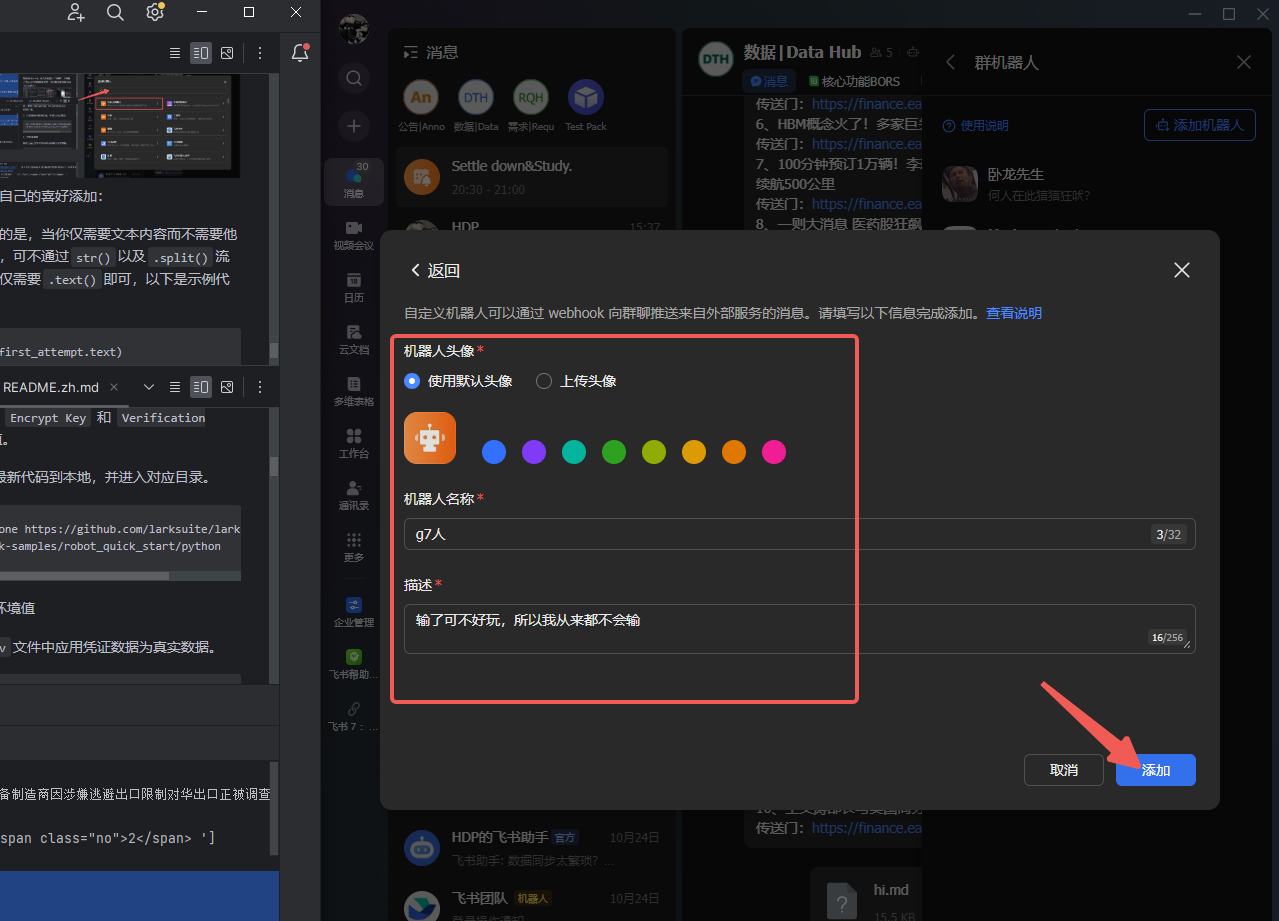 自己的喜好添加：
的是，当你仅需要文本内容而不需要他
，可不通过 str() 以及 .split() 流
仅需要 .text() 即可，以下是示例代
first_attempt.text)
README.zh.md
Encrypt Key 和 Verification
最新代码到本地，并进入对应目录。
one https://github.com/larksuite/lark
k-samples/robot_quick_start/python
环境值
v 文件中应用凭证数据为真实数据。
备制造商因涉嫌逃避出口限制对华出口正被调查
span class="no">2</span> ']
30
消息
视频会议
日历
云文档
多维表格
工作台
通讯录
更多
企业管理
飞书帮助...
飞书 7 : ...
消息
An
DTH
RQH
公告|Anno
数据|Data
需求|Requ
Test Pack
Settle down&Study.
20:30 - 21:00
HDP
15:37
HDP的飞书助手 官方
10月24日
飞书助手: 数据同步太繁琐? ...
飞书团队 机器人
10月24日
DTH
数据|Data Hub
5
消息
核心功能BORS
传送门： https://finance.ea
6、HBM概念火了！多家巨头
传送门： https://finance.ea
7、100分钟预订1万辆！李
续航500公里
传送门： https://finance.ea
8、一则大消息 医药股狂飙
传送门： https://finance.ea
hi.md
15.5 KB
群机器人
使用说明
添加机器人
卧龙先生
何人在此猖猖狂吠?
返回
自定义机器人可以通过 webhook 向群聊推送来自外部服务的消息。请填写以下信息完成添加。查看说明
机器人头像*
使用默认头像
上传头像
机器人名称*
g7人
3/32
描述*
输了可不好玩，所以我从来都不会输
16/256
取消
添加